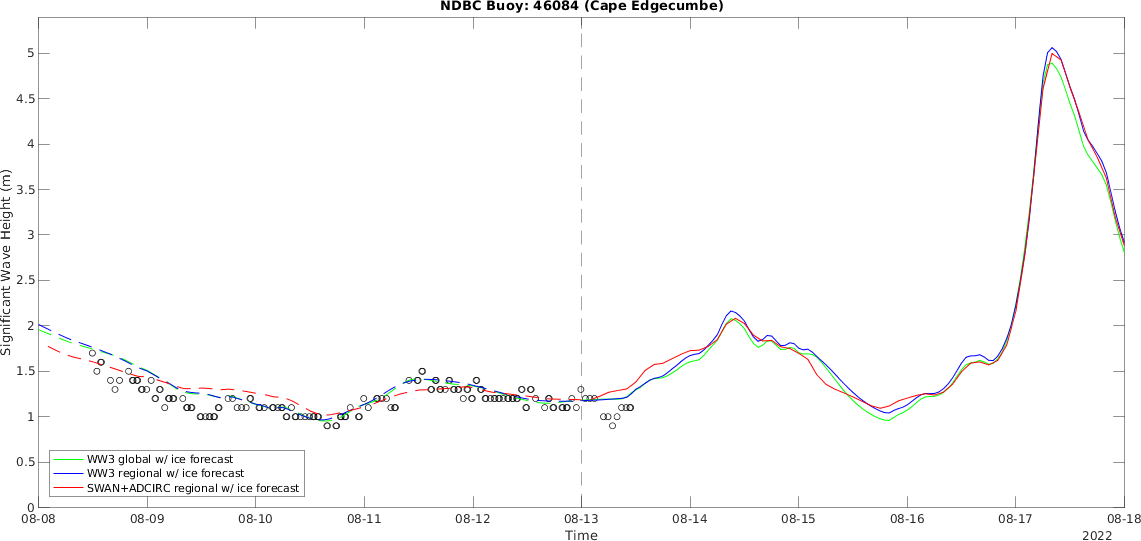 NDBC Buoy: 46084 (Cape Edgecumbe)
Significant Wave Height (m)
5
4.5
4
3.5
3
2.5
2
1.5
1
0.5
0
WW3 global w/ ice forecast
WW3 regional w/ ice forecast
SWAN+ADCIRC regional w/ ice forecast
08-08 08-09 08-10 08-11 08-12 08-13 08-14 08-15 08-16 08-17 08-18
Time
2022